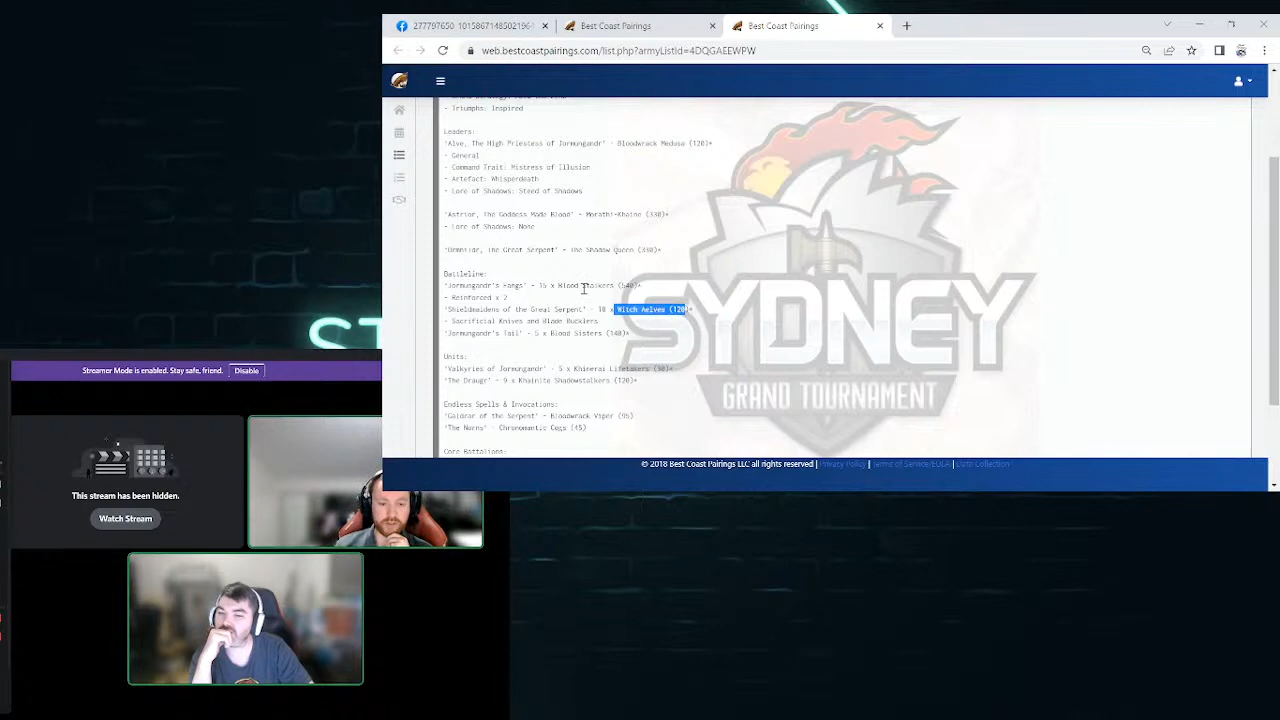 277797650 1015867148502196
Best Coast Pairings
Best Coast Pairings
web.bestcoastpairings.com/list.php?armyListId=4DQGAEEWPW
- Triumphs: Inspired
Leaders:
'Alve, The High Priestess of Jormungandr' - Bloodwrack Medusa (120)*
- General
- Command Trait: Mistress of Illusion
- Artefact: Whisperdeath
- Lore of Shadows: Steed of Shadows
'Astrior, The Goddess Made Blood' - Morathi-Khaine (330)*
- Lore of Shadows: None
The Great Serpent' - The Shadow Queen (330)*
Battleline:
'Jormungandr's Fangs' - 15 x Blood Stalkers (540)*
- Reinforced x 2
'Shieldmaidens of the Great Serpent' - 10 x Witch Aelves (120)*
- Sacrificial Knives and Blade Bucklers
'Jormungandr's Tail' - 5 x Blood Sisters (140)*
Units:
'Valkyries of Jormungandr' - 5 x Khinerai Lifetakers (90)*
'The Draugr' - 9 x Khainite Shadowstalkers (120)*
Endless Spells & Invocations:
'Galdrar of the Serpent' - Bloodwrack Viper (95)
'The Norns' - Chronomantic Cogs (45)
Core Battalions:
SYDNEY
GRAND TOURNAMENT
© 2018 Best Coast Pairings LLC all rights reserved | Privacy Policy | Terms of Service/EULA | Data Collection
ST
Streamer Mode is enabled. Stay safe, friend.
Disable
This stream has been hidden.
Watch Stream